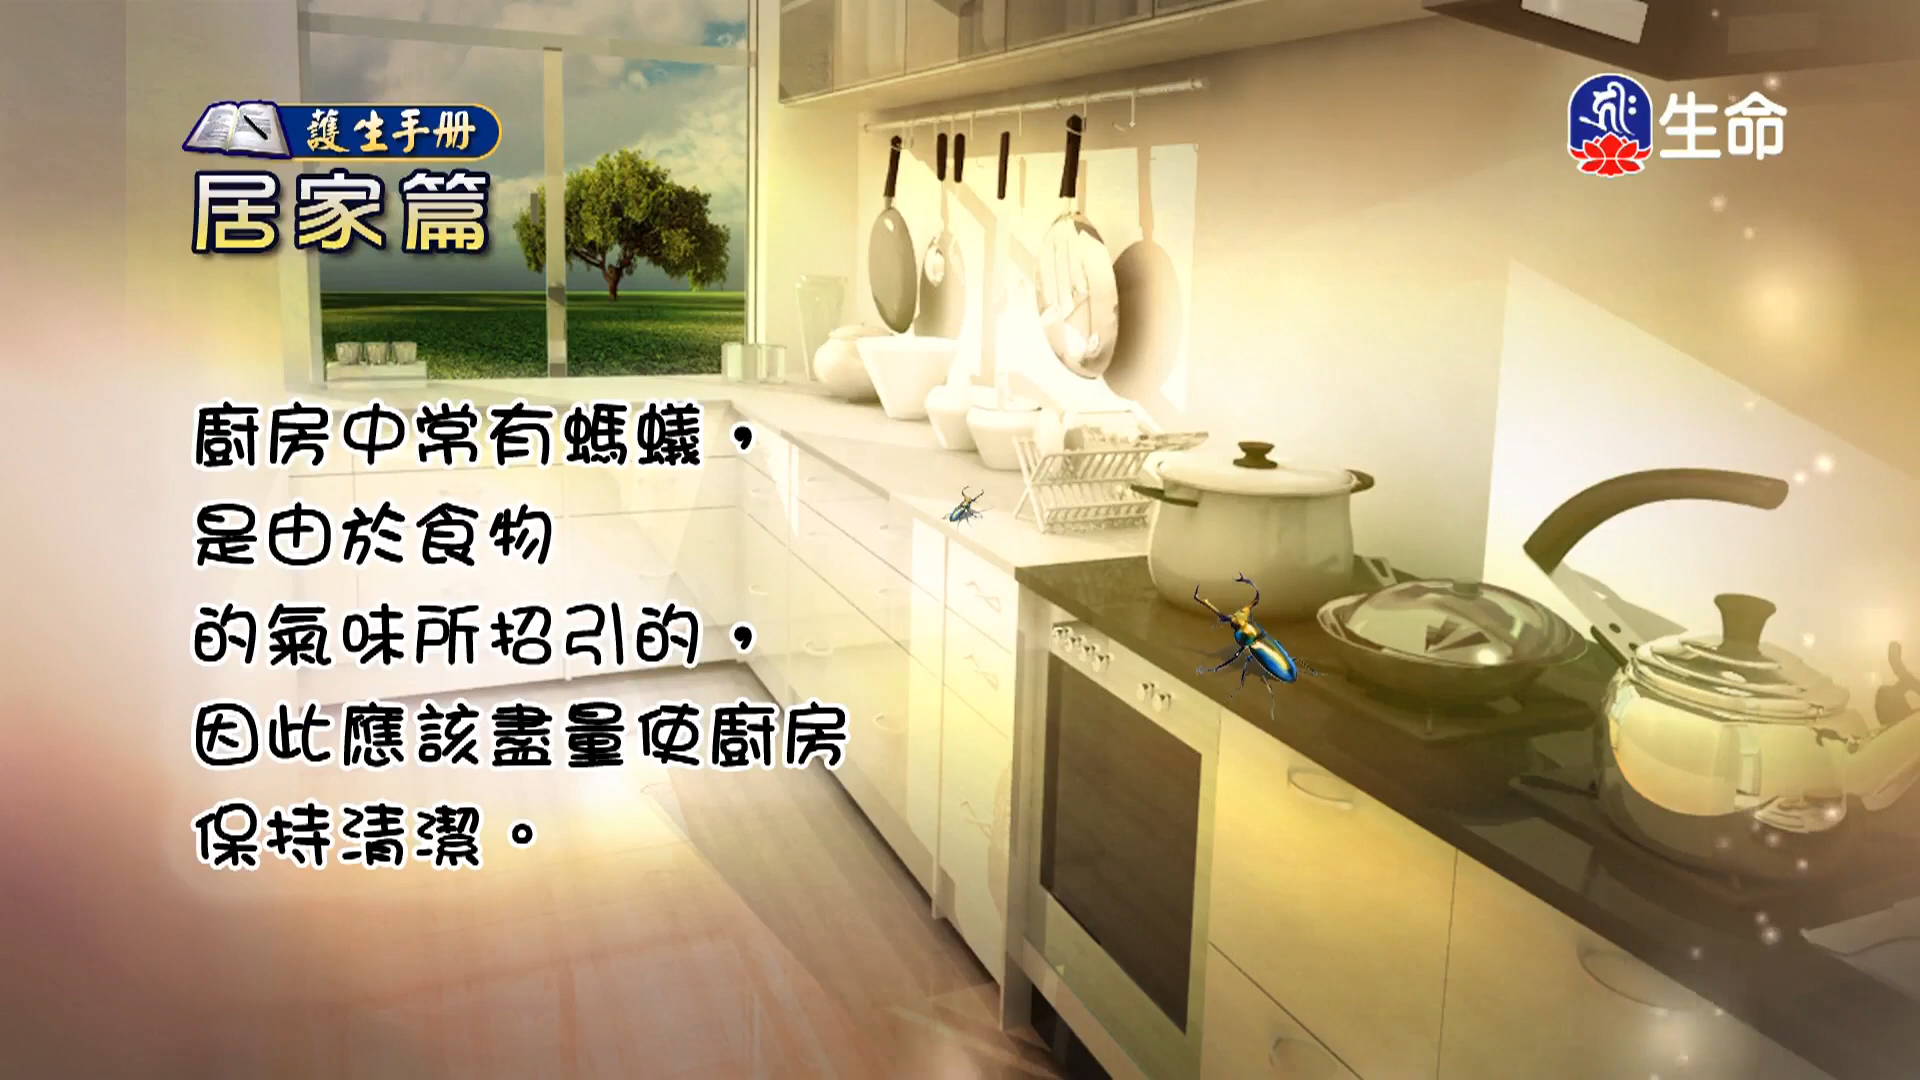 護生手册
居家篇
生命
廚房中常有螞蟻，
是由於食物
的氣味所招引的，
因此應該盡量使廚房
保持清潔。